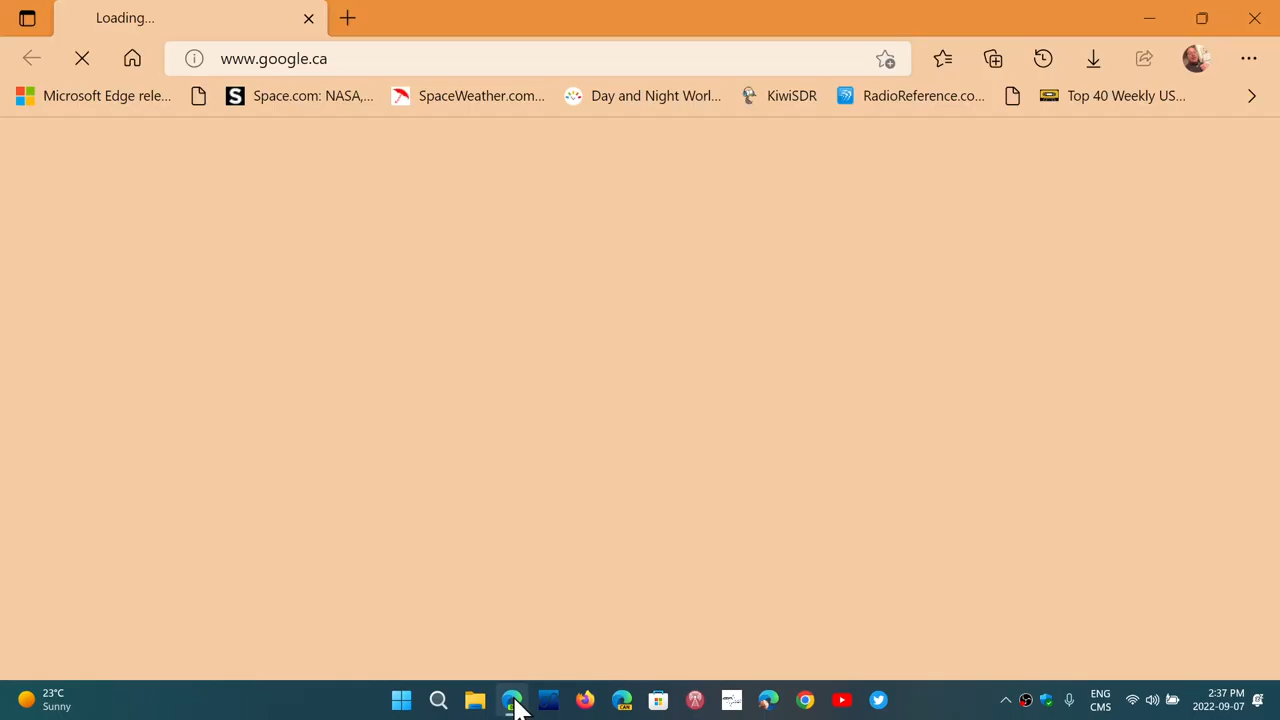 Loading...
www.google.ca
Microsoft Edge rele...
S
Space.com: NASA,...
SpaceWeather.com...
Day and Night Worl...
KiwiSDR
RadioReference.co...
Top 40 Weekly US...
23°C
Sunny
CAN
ENG
CMS
2:37 PM
2022-09-07